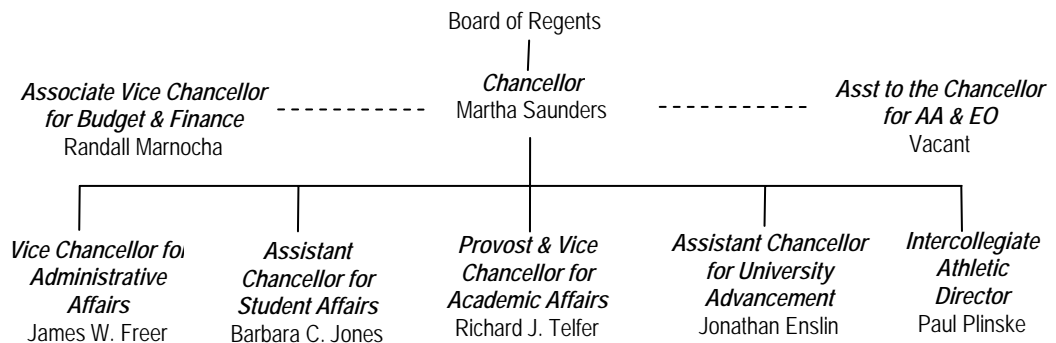 Board of Regents
Chancellor
Martha Saunders
Associate Vice Chancellor
for Budget & Finance
Randall Marnocha
Asst to the Chancellor
for AA & EO
Vacant
Vice Chancellor for
Administrative
Affairs
James W. Freer
Assistant
Chancellor for
Student Affairs
Barbara C. Jones
Provost & Vice
Chancellor for
Academic Affairs
Richard J. Telfer
Assistant Chancellor
for University
Advancement
Jonathan Enslin
Intercollegiate
Athletic
Director
Paul Plinske